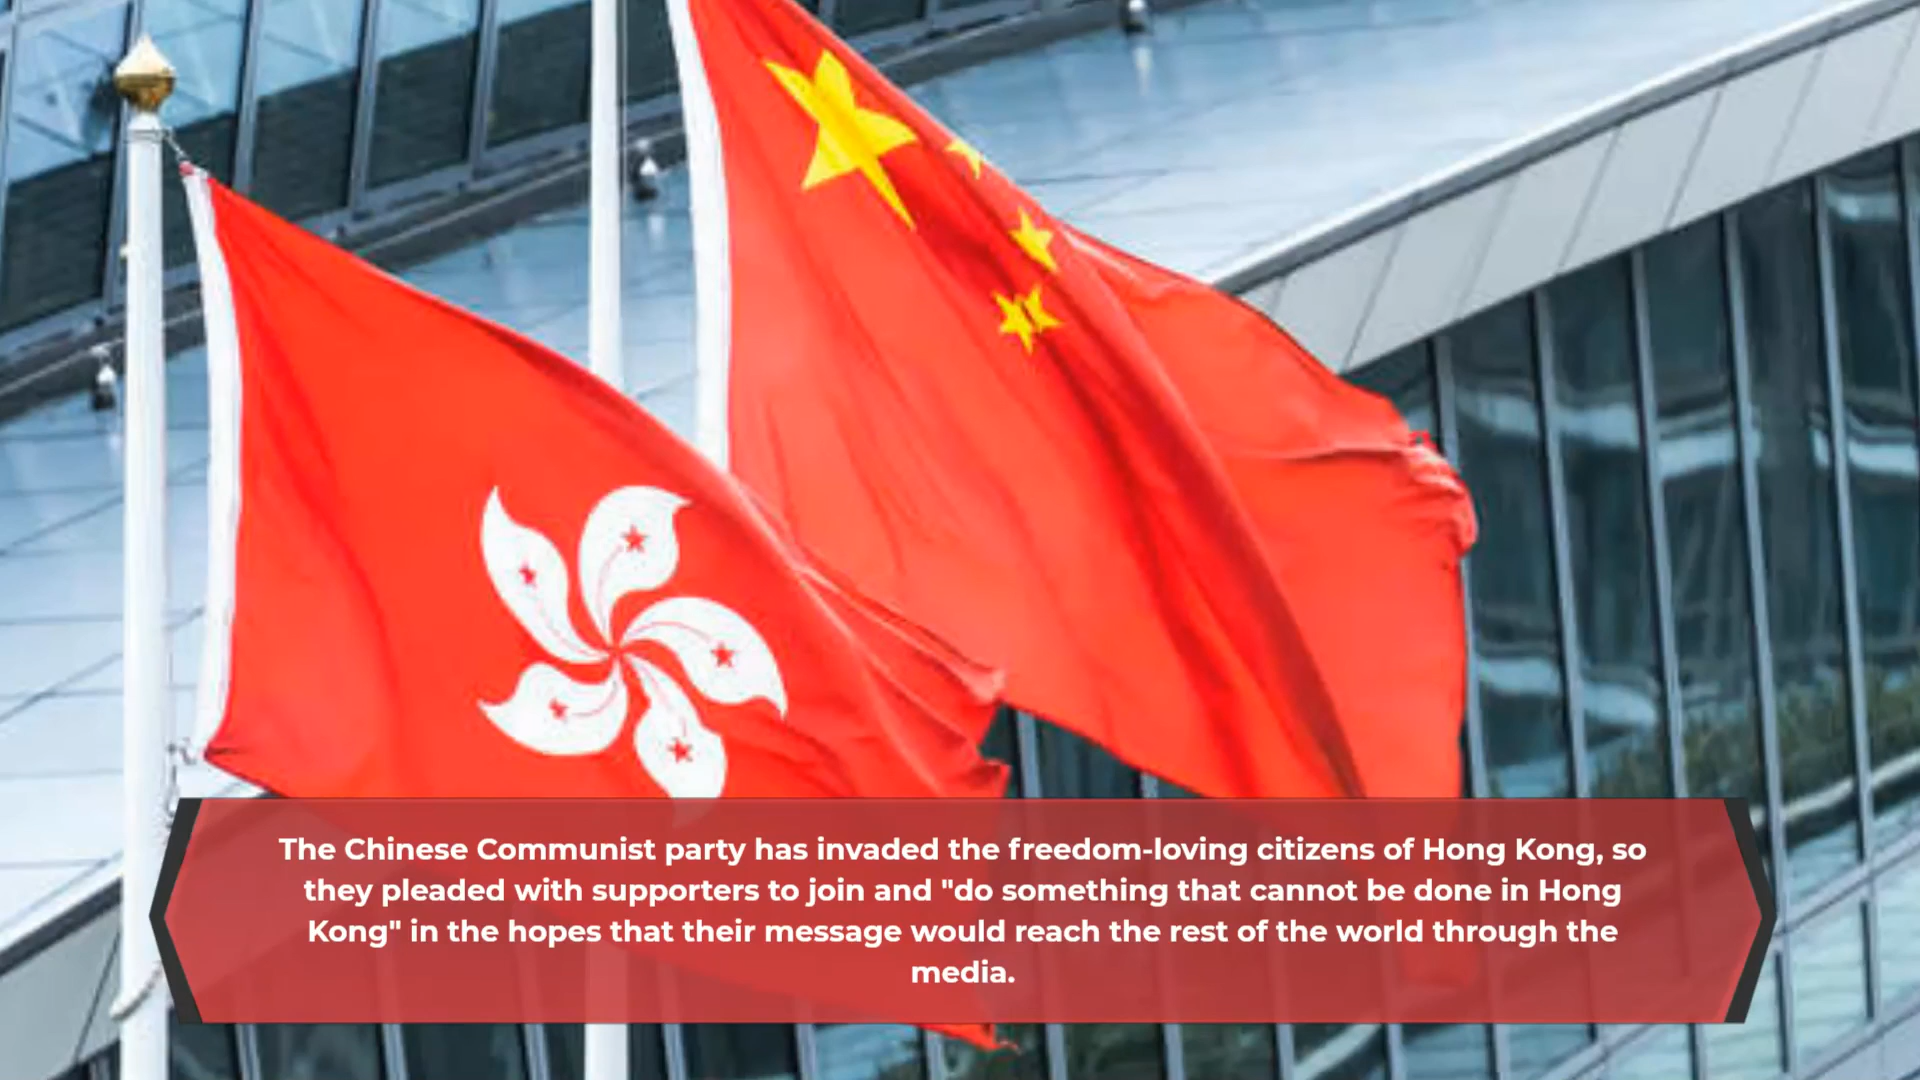 The Chinese Communist party has invaded the freedom-loving citizens of Hong Kong, so
they pleaded with supporters to join and "do something that cannot be done in Hong
Kong" in the hopes that their message would reach the rest of the world through the
media.